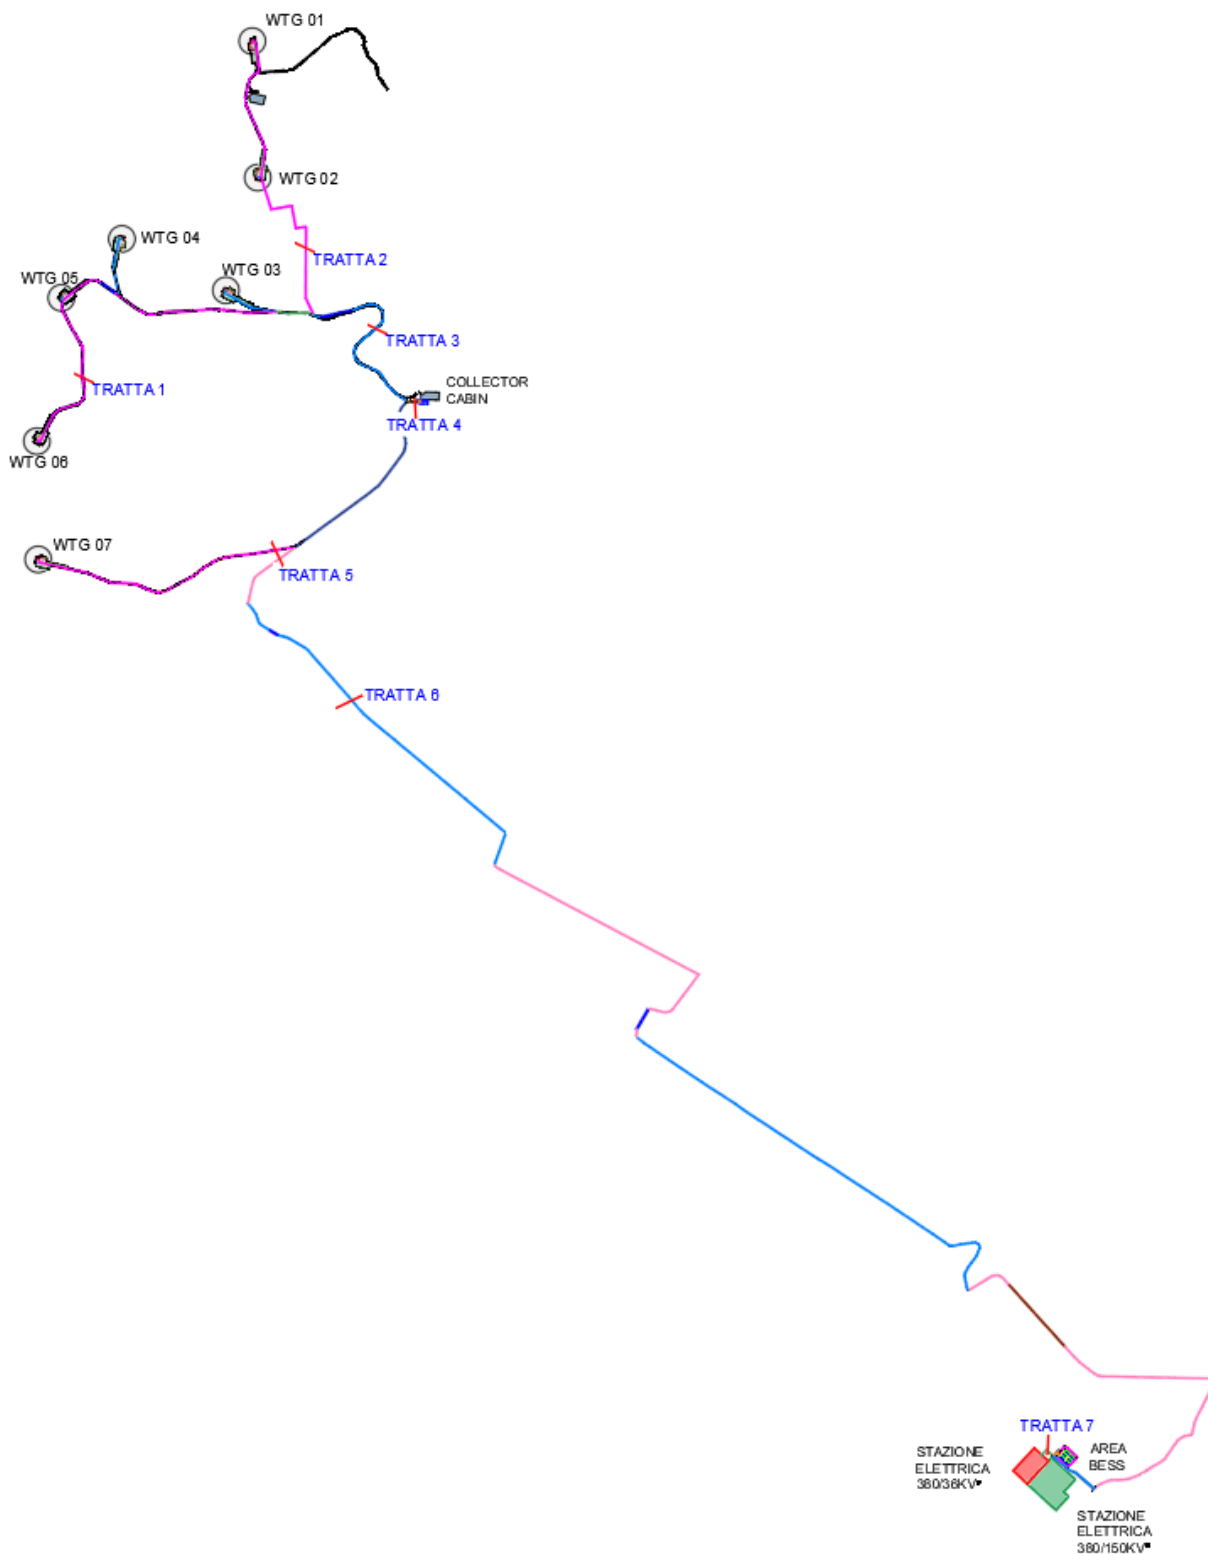 WTG 01
WTG 02
WTG 04
TRATTA 2
WTG 03
WTG 05
TRATTA 3
COLLECTOR
CABIN
TRATTA 1
TRATTA 4
WTG 06
WTG 07
TRATTA 5
TRATTA 6
TRATTA 7
STAZIONE
ELETTRICA
380/36KV"
AREA
BESS
STAZIONE
ELETTRICA
380/150KV"